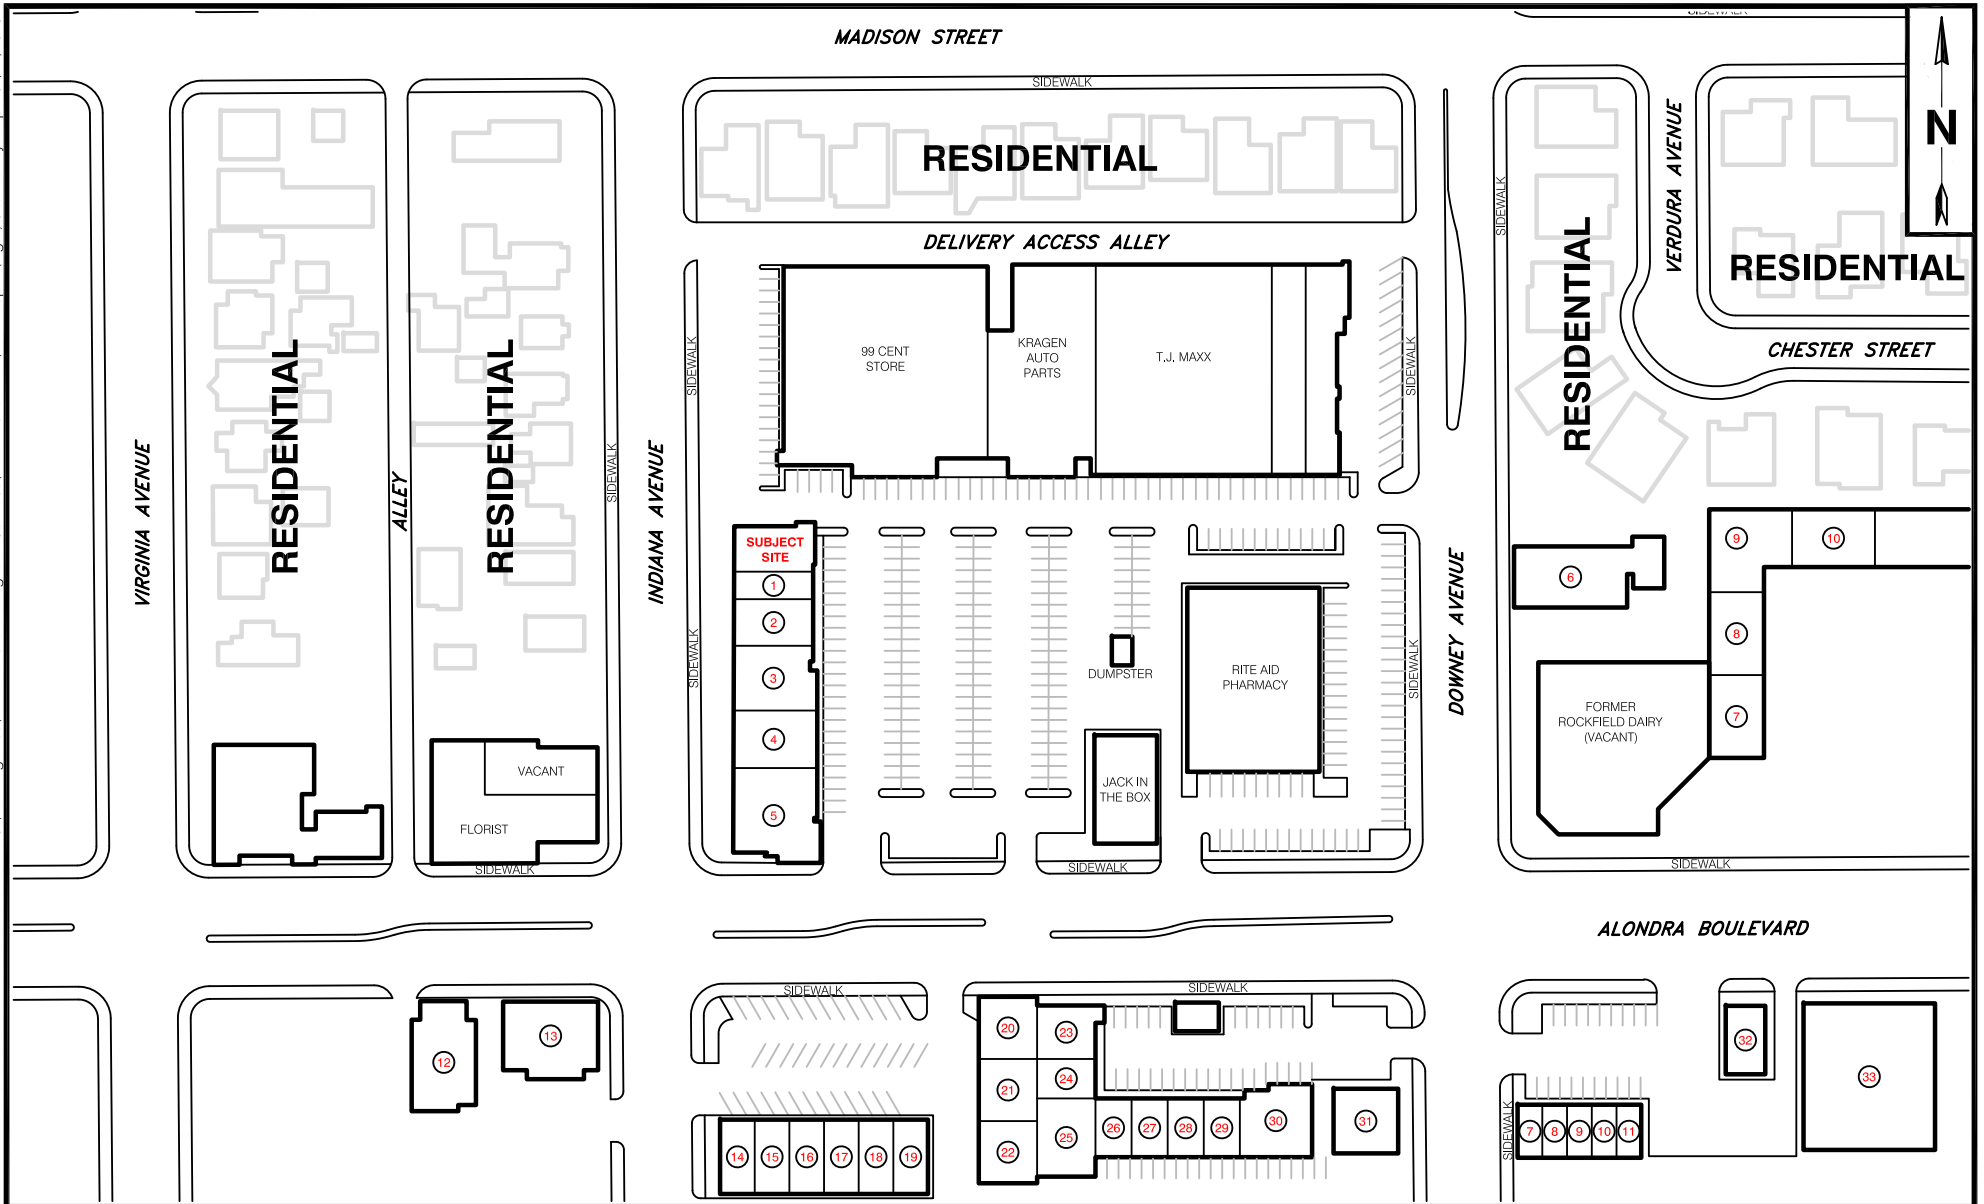 MADISON STREET
SIDEWALK
SIDEWALK
N
RESIDENTIAL
VERDURA AVENUE
SIDEWALK
SIDEWALK
DELIVERY ACCESS ALLEY
RESIDENTIAL
RESIDENTIAL
CHESTER STREET
99 CENT
STORE
KRAGEN
AUTO
PARTS
T.J. MAXX
SIDEWALK
SIDEWALK
RESIDENTIAL
RESIDENTIAL
VIRGINIA AVENUE
ALLEY
SIDEWALK
INDIANA AVENUE
SUBJECT
SITE
1
2
3
4
5
SIDEWALK
DUMPSTER
RITE AID
PHARMACY
JACK IN
THE BOX
SIDEWALK
DOWNEY AVENUE
6
9
10
8
7
FORMER
ROCKFIELD DAIRY
(VACANT)
VACANT
FLORIST
SIDEWALK
SIDEWALK
SIDEWALK
ALONDRA BOULEVARD
SIDEWALK
SIDEWALK
12
13
14
15
16
17
18
19
20
21
22
23
24
25
26
27
28
29
30
31
SIDEWALK
7
8
9
10
11
32
33